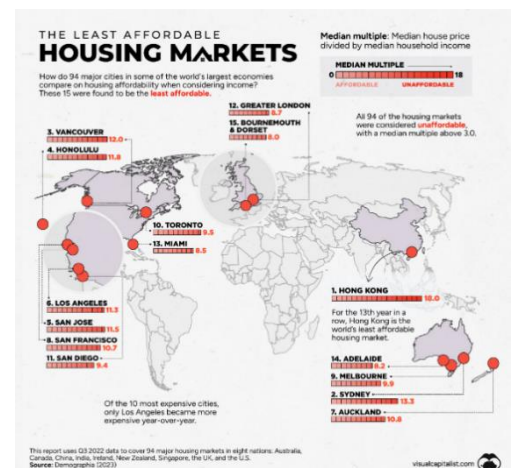 THE LEAST AFFORDABLE
HOUSING MARKETS
How do 94 major cities in some of the world's largest economies
compare on housing affordability when considering income?
These 15 were found to be the least affordable.
Median multiple: Median house price
divided by median household income
MEDIAN MULTIPLE
0 18
AFFORDABLE UNAFFORDABLE
All 94 of the housing markets
were considered unaffordable,
with a median multiple above 3.0.
12. GREATER LONDON
8.7
15. BOURNEMOUTH
& DORSET
8.0
3. VANCOUVER
12.0
4. HONOLULU
11.8
10. TORONTO
9.5
13. MIAMI
8.5
6. LOS ANGELES
11.3
5. SAN JOSE
11.5
8. SAN FRANCISCO
10.7
11. SAN DIEGO
9.4
1. HONG KONG
18.0
For the 13th year in a
row, Hong Kong is the
world's least affordable
housing market.
14. ADELAIDE
8.2
9. MELBOURNE
9.9
2. SYDNEY
13.3
7. AUCKLAND
10.8
Of the 10 most expensive cities,
only Los Angeles became more
expensive year-over-year.
This report uses Q3 2022 data to cover 94 major housing markets in eight nations: Australia,
Canada, China, India, Ireland, New Zealand, Singapore, the UK, and the U.S.
Source: Demographia (2023)
visualcapitalist.com